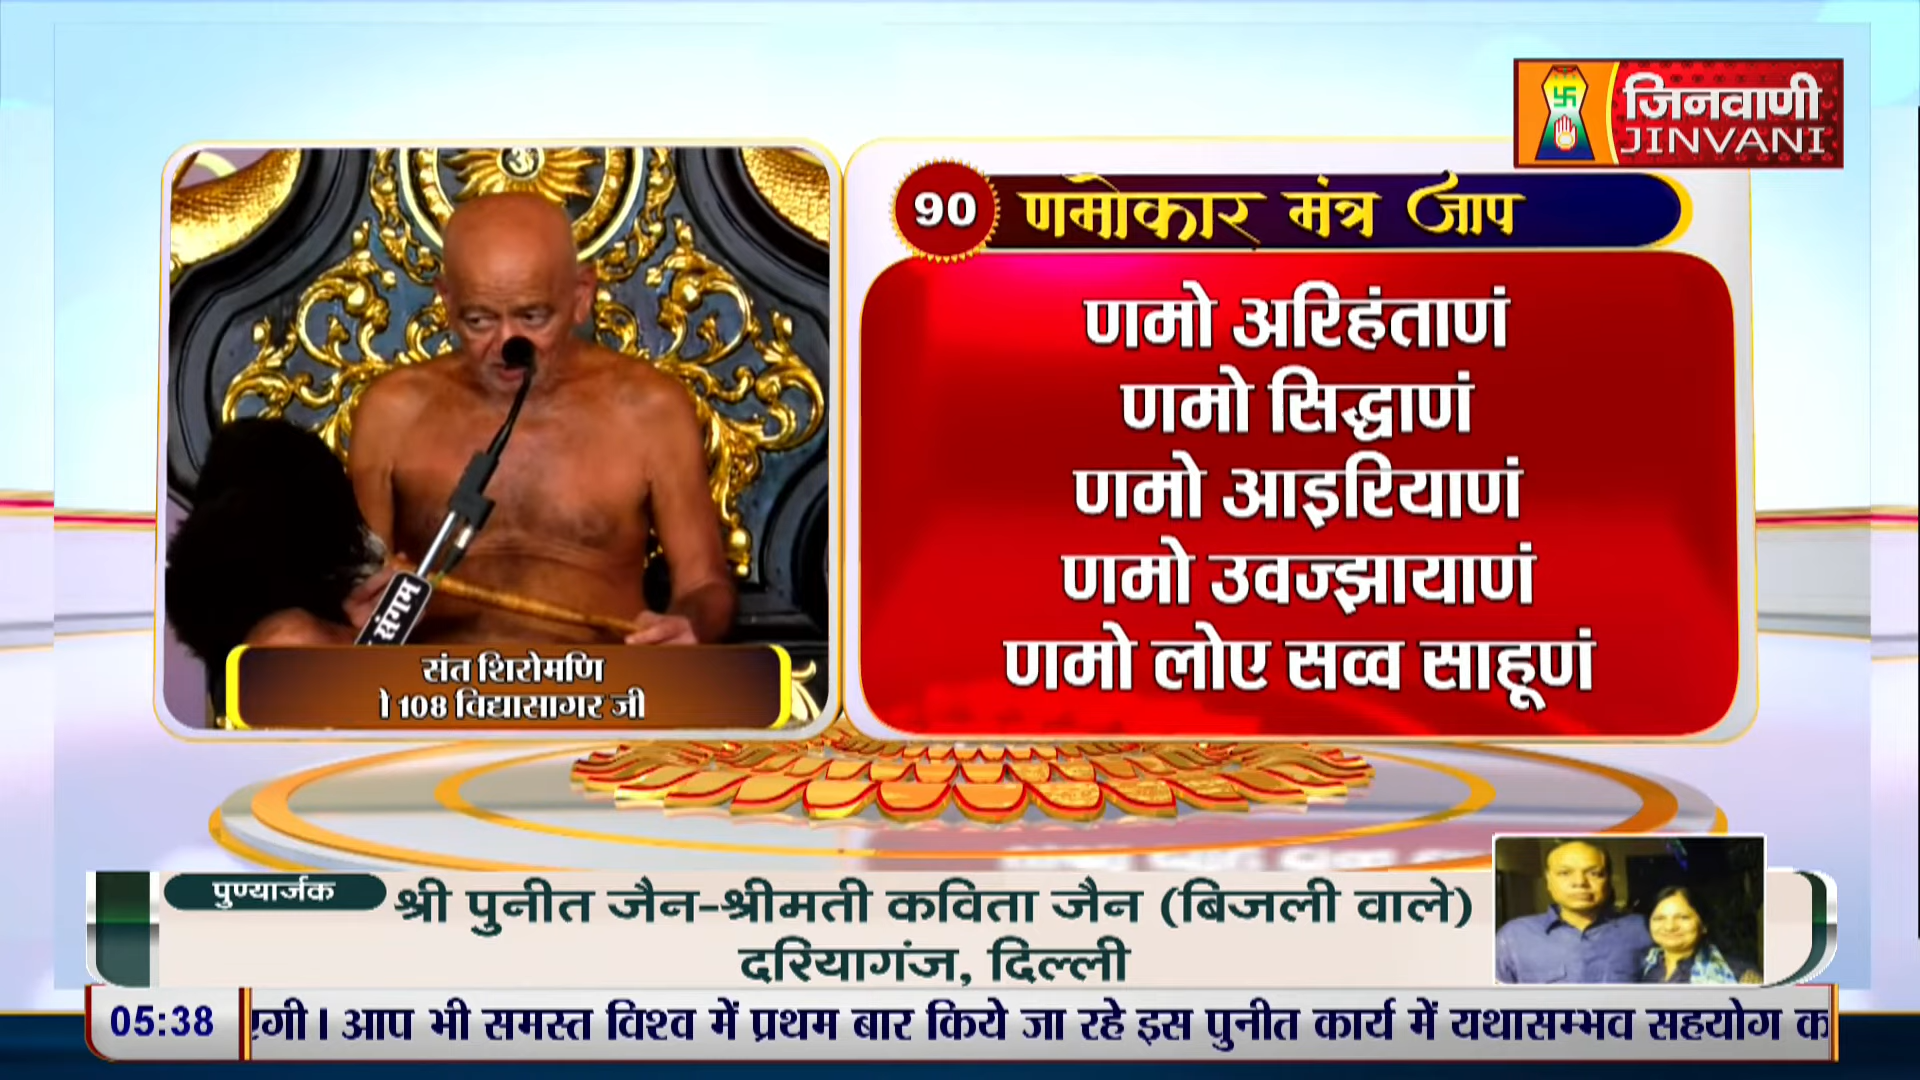 जिनवाणी
JINVANI
90 णमोकार मंत्र जाप
णमो अरिहंताणं
णमो सिद्धाणं
णमो आइरियाणं
णमो उवज्झायाणं
णमो लोए सव्व साहूणं
संगम
संत शिरोमणि
108 विद्यासागर जी
पुण्यार्जक
श्री पुनीत जैन-श्रीमती कविता जैन (बिजली वाले)
दरियागंज, दिल्ली
05:38 आप भी समस्त विश्व में प्रथम बार किये जा रहे इस पुनीत कार्य में यथासम्भव सहयोग